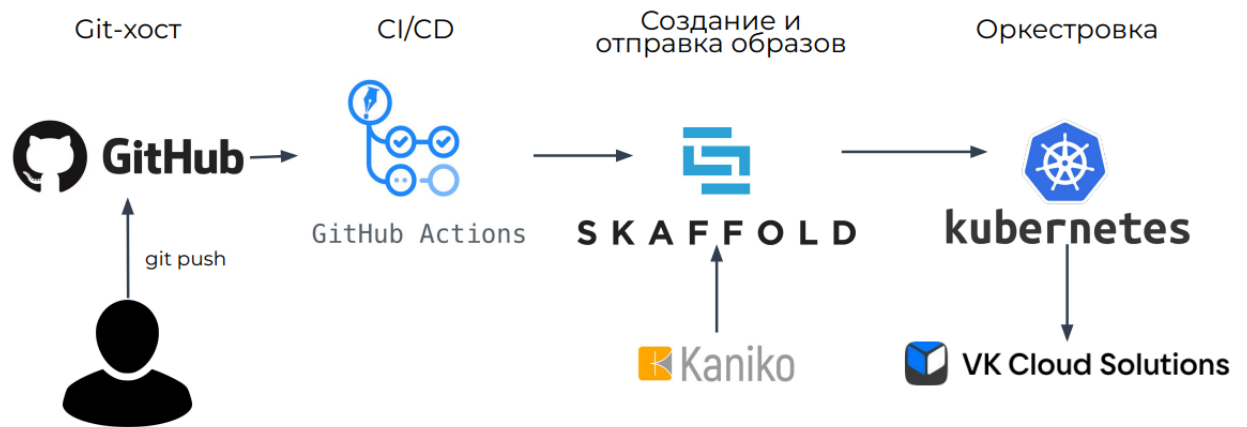 Git-хост
CI/CD
Создание и
отправка образов
Оркестровка
GitHub
GitHub Actions
SKAFFOLD
kubernetes
git push
Kaniko
VK Cloud Solutions